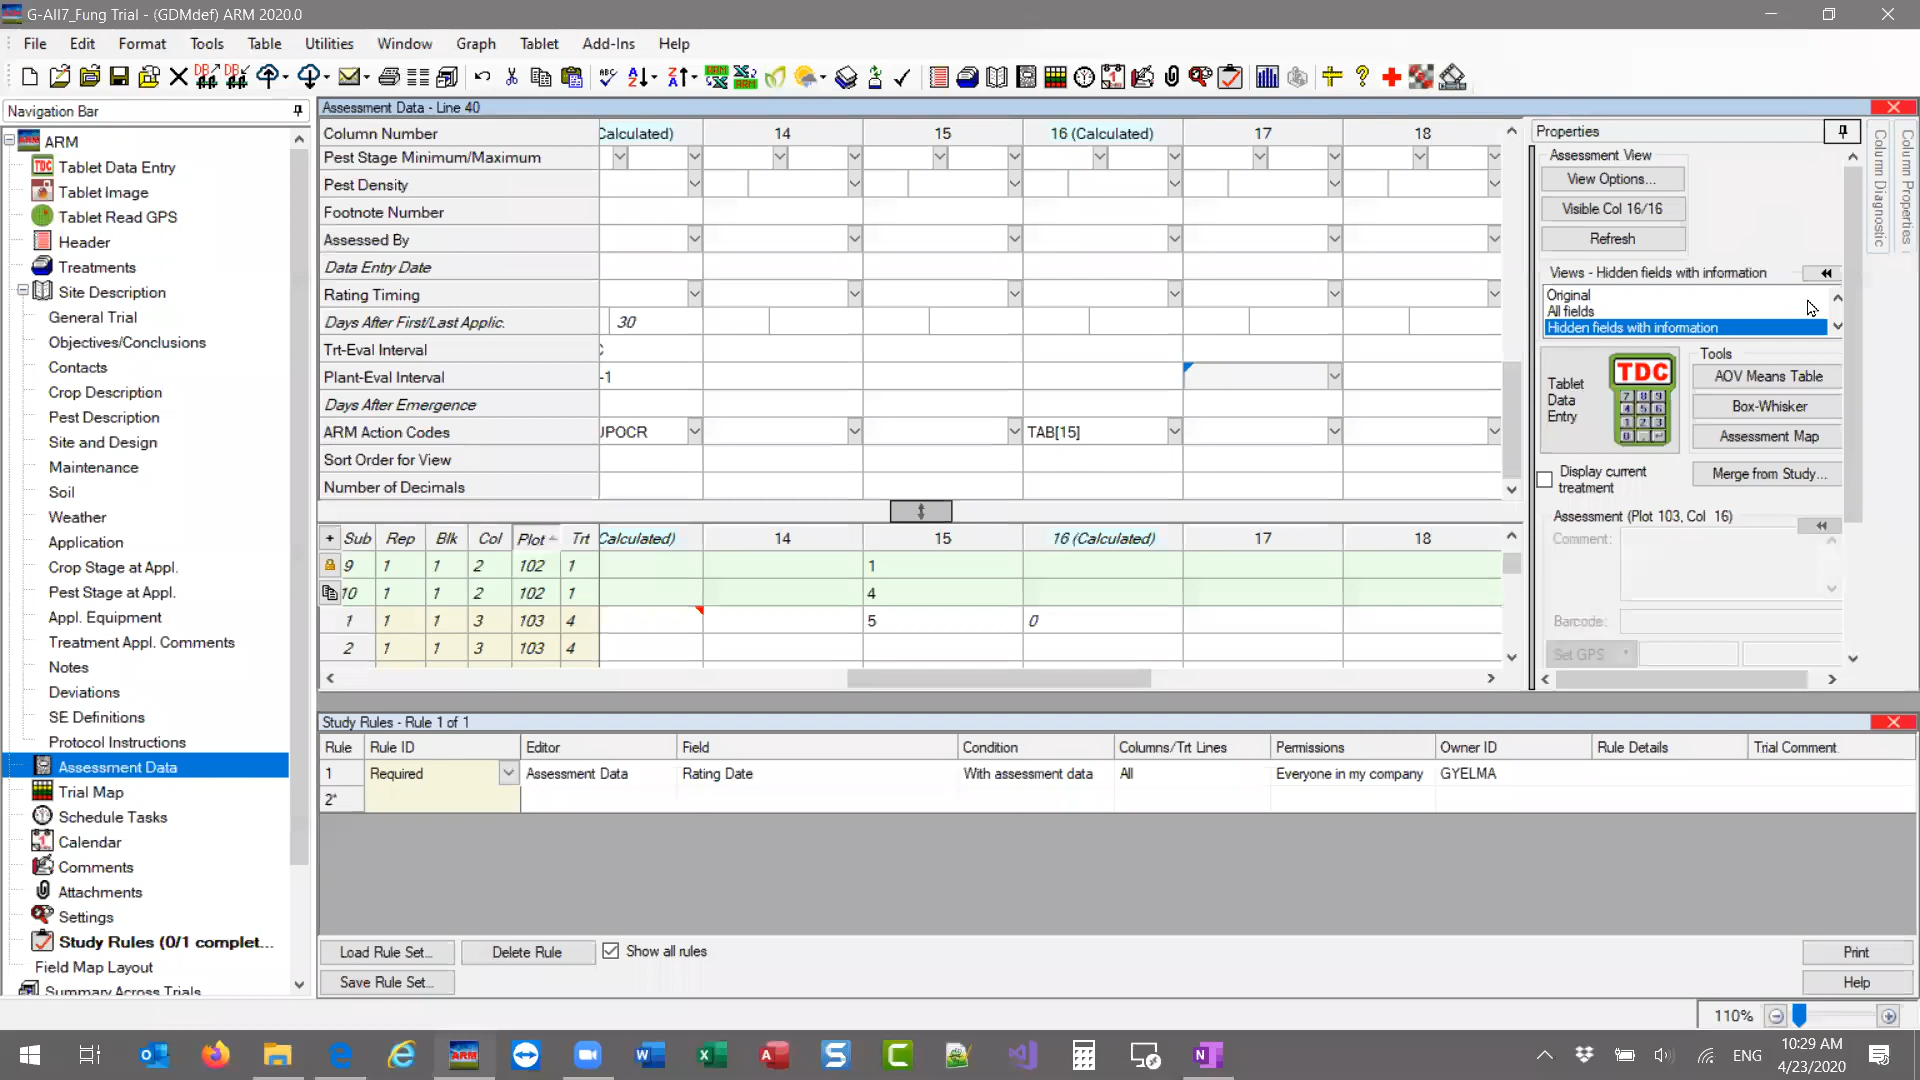 G-All7_Fung Trial - (GDMdef) ARM 2020.0
File Edit Format Tools Table Utilities Window Graph Tablet Add-Ins Help
Navigation Bar
ARM
Tablet Data Entry
Tablet Image
Tablet Read GPS
Header
Treatments
Site Description
General Trial
Objectives/Conclusions
Contacts
Crop Description
Pest Description
Site and Design
Maintenance
Soil
Weather
Application
Crop Stage at Appl.
Pest Stage at Appl.
Appl. Equipment
Treatment Appl. Comments
Notes
Deviations
SE Definitions
Protocol Instructions
Assessment Data
Trial Map
Schedule Tasks
Calendar
Comments
Attachments
Settings
Study Rules (0/1 complet...
Field Map Layout
Summary Across Trials
Assessment Data - Line 40
Column Number Calculated) 14 15 16 (Calculated) 17 18
Pest Stage Minimum/Maximum
Pest Density
Footnote Number
Assessed By
Data Entry Date
Rating Timing
Days After First/Last Applic. 30
Trt-Eval Interval
Plant-Eval Interval -1
Days After Emergence
ARM Action Codes JPOCR TAB[15]
Sort Order for View
Number of Decimals
+ Sub Rep Blk Col Plot Trt Calculated) 14 15 16 (Calculated) 17 18
9 1 1 2 102 1 1
10 1 1 2 102 1 4
1 1 1 3 103 4 5 0
2 1 1 3 103 4
Properties
Assessment View
View Options...
Visible Col 16/16
Refresh
Views - Hidden fields with information
Original
All fields
Hidden fields with information
Tablet Data Entry
TDC
Tools
AOV Means Table
Box-Whisker
Assessment Map
Display current treatment
Merge from Study...
Assessment (Plot 103, Col 16)
Comment:
Barcode:
Set GPS
Column Diagnostic
Column Properties
Study Rules - Rule 1 of 1
Rule Rule ID Editor Field Condition Columns/Trt Lines Permissions Owner ID Rule Details Trial Comment
1 Required Assessment Data Rating Date With assessment data All Everyone in my company GYELMA
2*
Load Rule Set... Delete Rule Show all rules Print
Save Rule Set... Help
110%
ENG
10:29 AM
4/23/2020